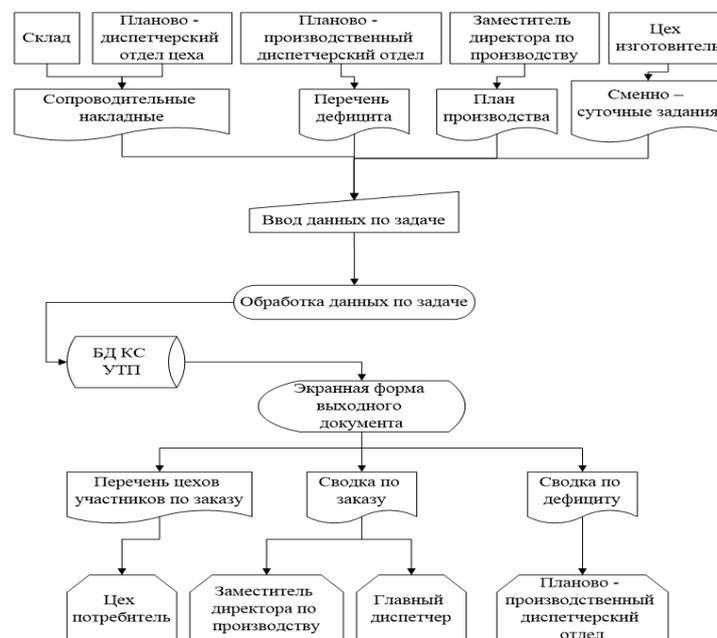 Склад
Планово -
диспетчерский
отдел цеха
Планово -
производственный
диспетчерский отдел
Заместитель
директора по
производству
Цех
изготовитель
Сопроводительные
накладные
Перечень
дефицита
План
производства
Сменно –
суточные задания
Ввод данных по задаче
Обработка данных по задаче
БД КС
УТП
Экранная форма
выходного
документа
Перечень цехов
участников по заказу
Сводка по
заказу
Сводка по
дефициту
Цех
потребитель
Заместитель
директора по
производству
Главный
диспетчер
Планово -
производственный
диспетчерский
отдел